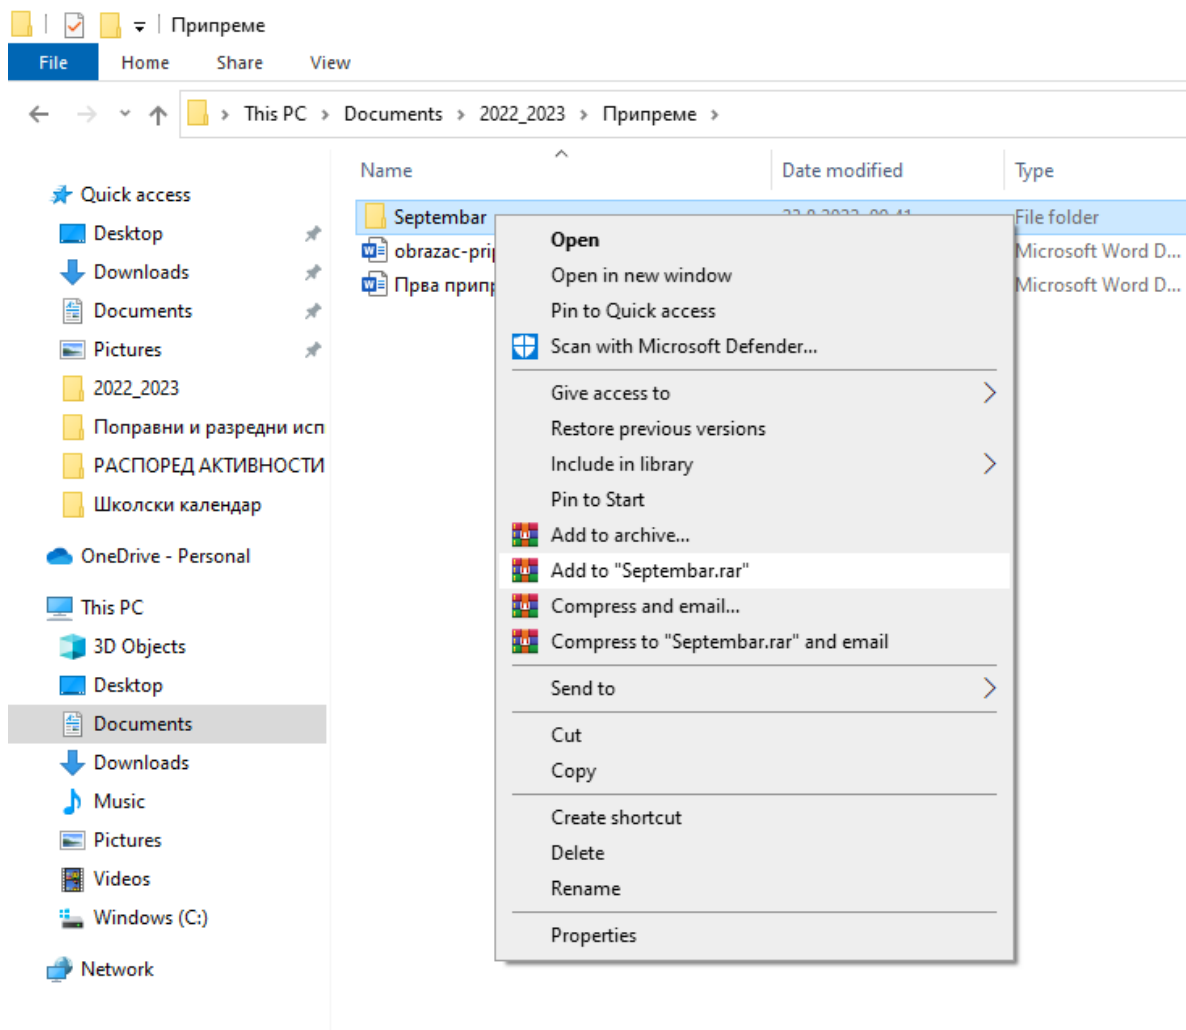 Припреме
File Home Share View
This PC Documents 2022_2023 Припреме
Name Date modified Type
Quick access
Desktop
Downloads
Documents
Pictures
2022_2023
Поправни и разредни исп
РАСПОРЕД АКТИВНОСТИ
Школски календар
OneDrive - Personal
This PC
3D Objects
Desktop
Documents
Downloads
Music
Pictures
Videos
Windows (C:)
Network
Septembar File folder
obrazac-prip Microsoft Word D...
Прва припр Microsoft Word D...
Open
Open in new window
Pin to Quick access
Scan with Microsoft Defender...
Give access to
Restore previous versions
Include in library
Pin to Start
Add to archive...
Add to "Septembar.rar"
Compress and email...
Compress to "Septembar.rar" and email
Send to
Cut
Copy
Create shortcut
Delete
Rename
Properties